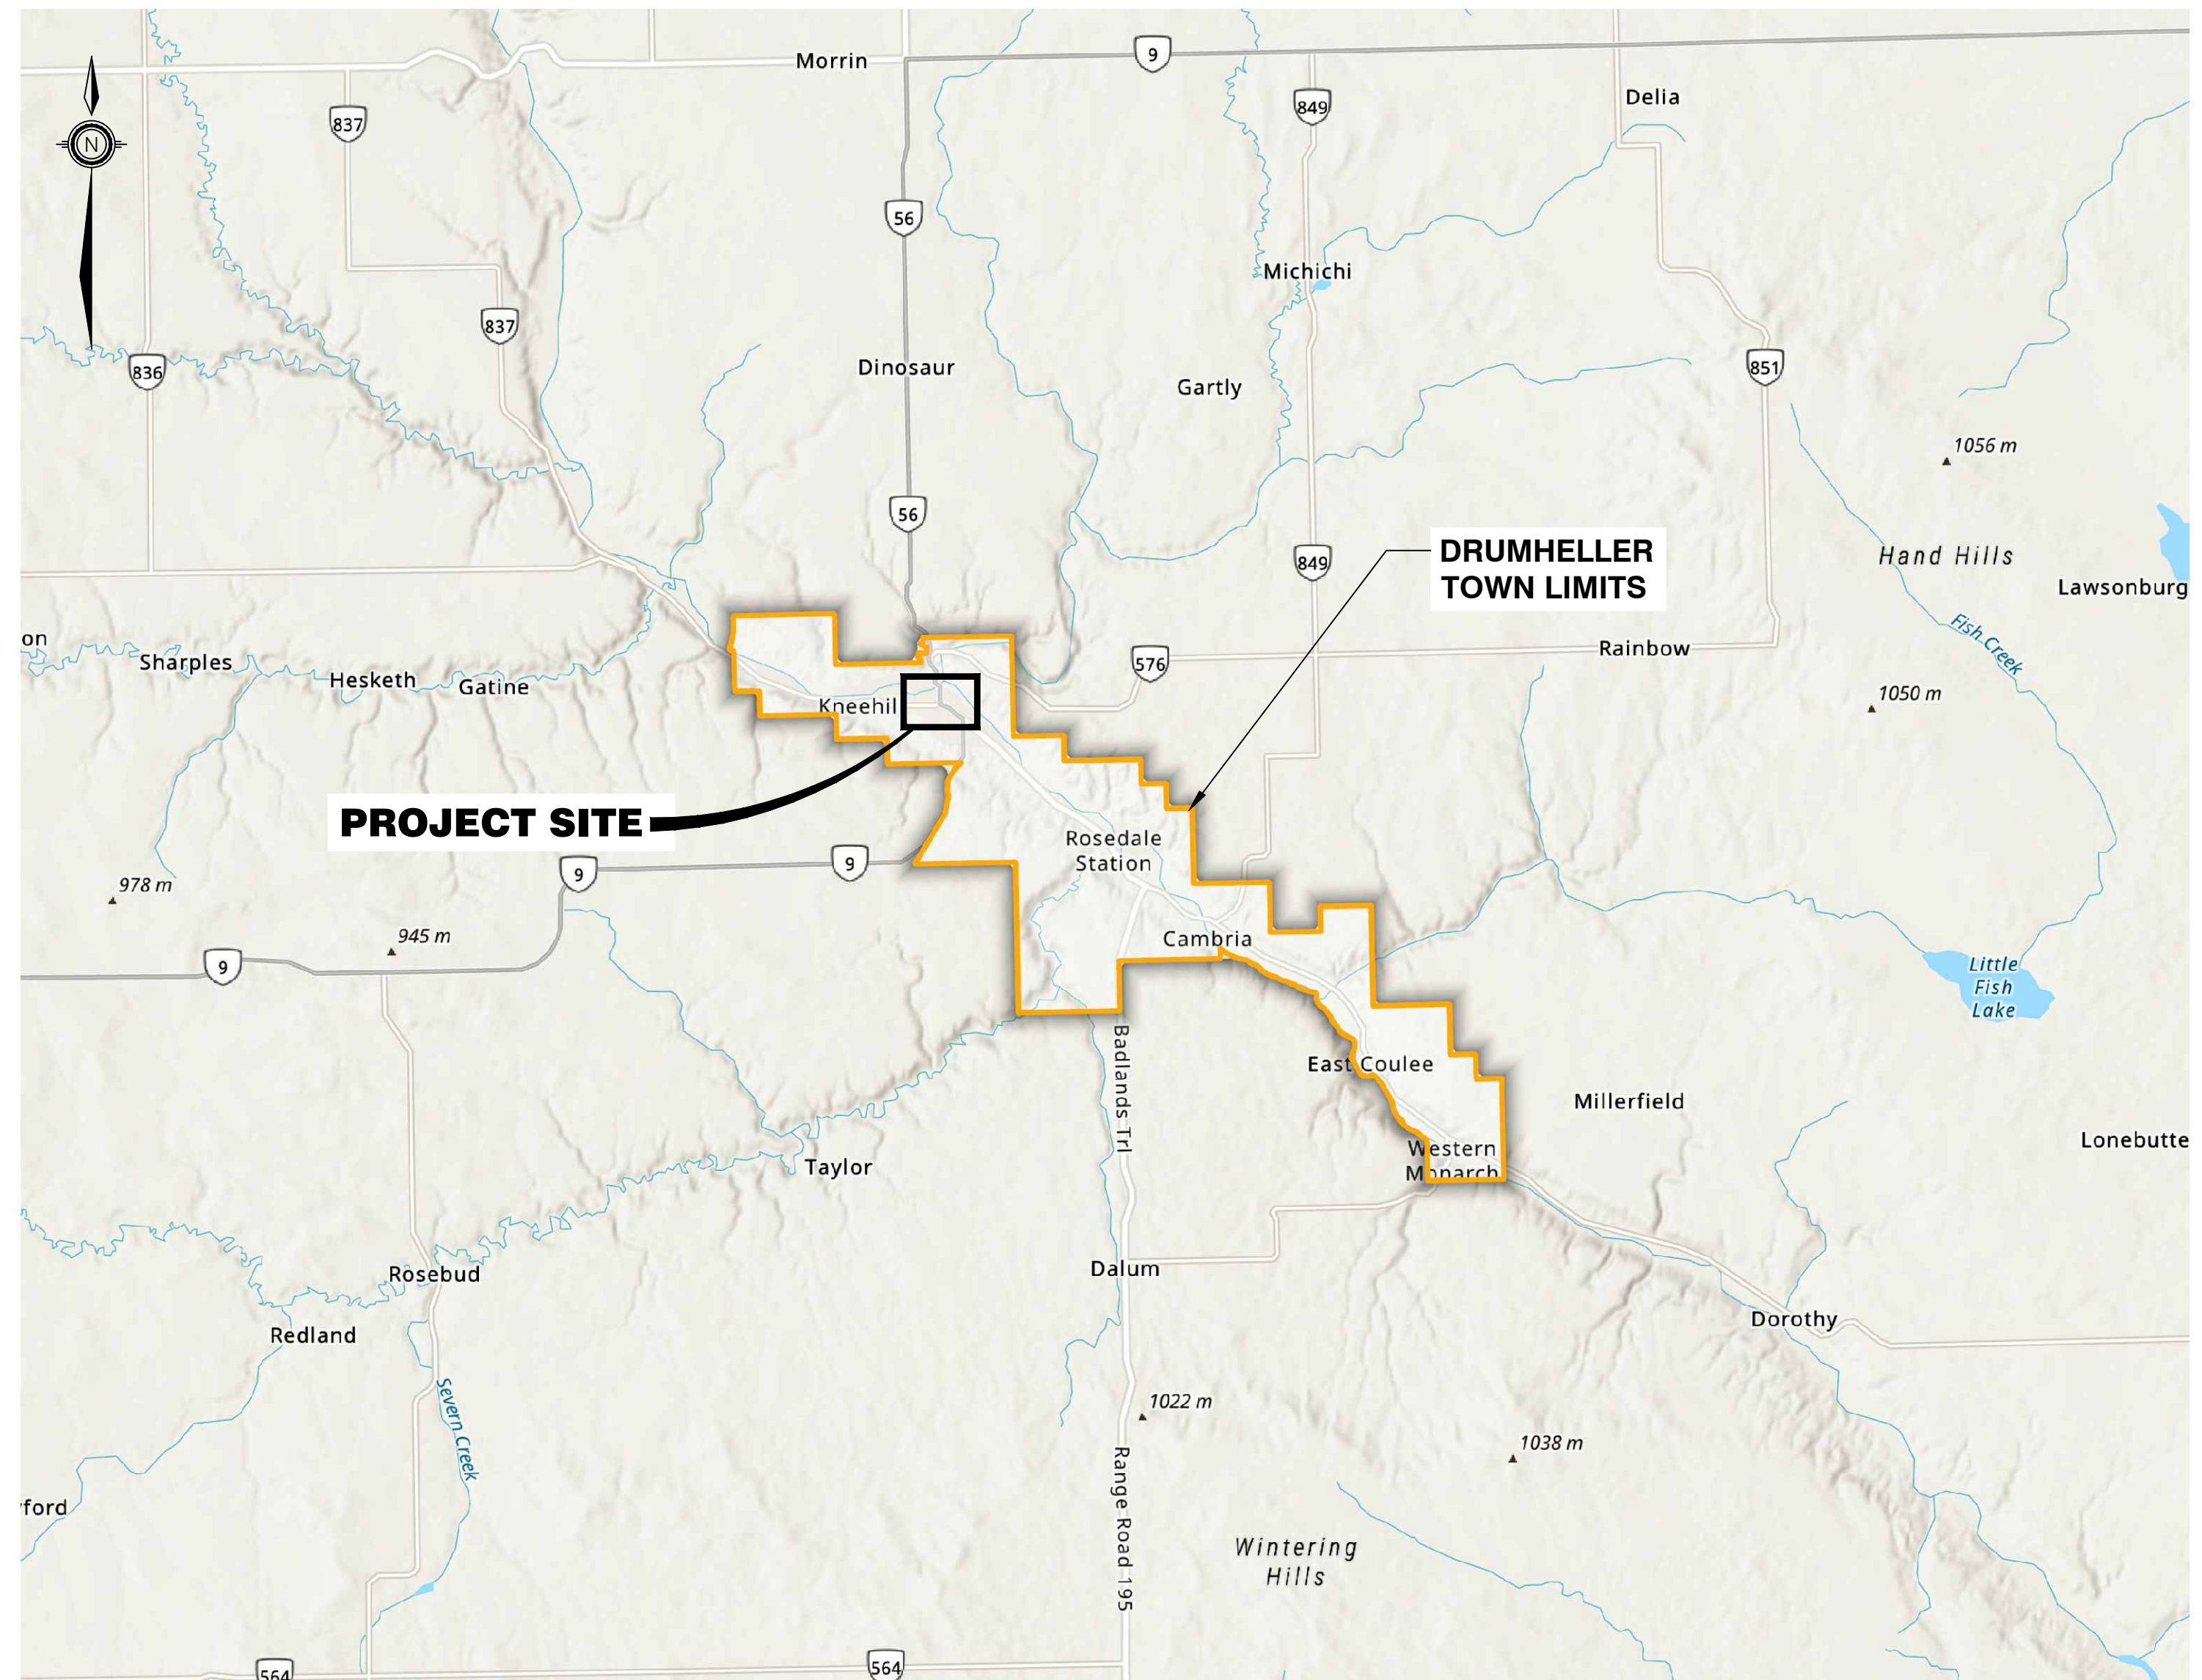 Morrin
9
Delia
837
849
N
56
Michichi
837
Dinosaur
836
851
Gartly
1056 m
56
DRUMHELLER
TOWN LIMITS
849
Hand Hills
Lawsonburg
on
Sharples
Hesketh
Gatine
Fish Creek
576
Rainbow
Kneehil
1050 m
PROJECT SITE
Rosedale
Station
9
9
978 m
945 m
9
Cambria
Little
Fish
Lake
Badlands Trl
East Coulee
Millerfield
Western
Monarch
Lonebutte
Taylor
Dalum
Rosebud
Redland
Dorothy
Severn Creek
1022 m
1038 m
Range Road 195
ford
Wintering
Hills
564
564